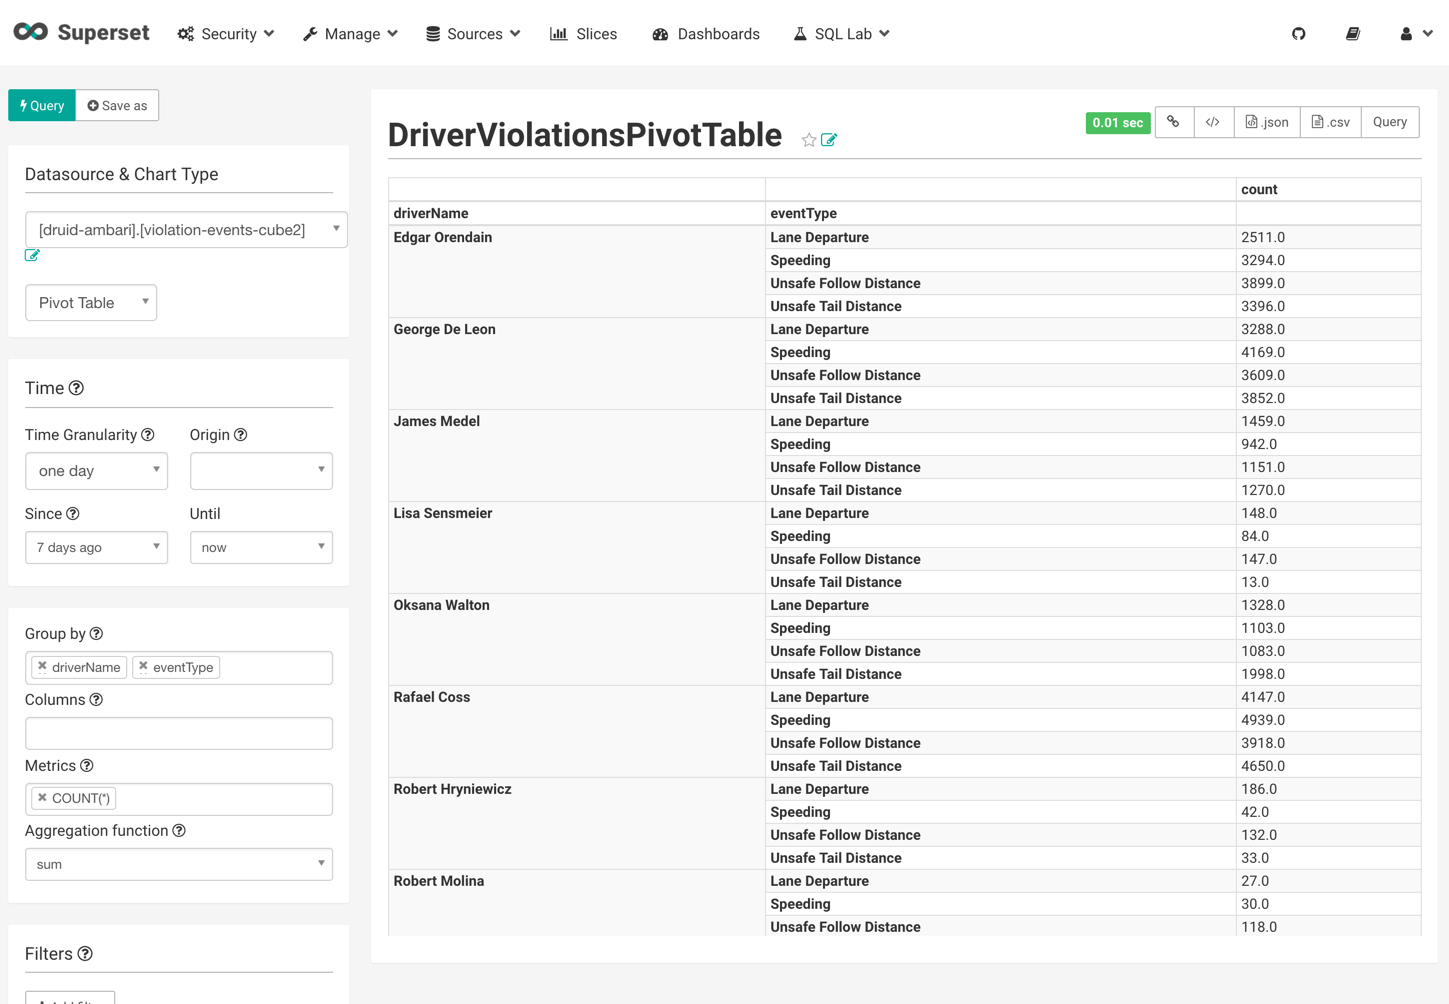 Superset Security Manage Sources Slices Dashboards SQL Lab
Query Save as
Datasource & Chart Type
[druid-ambari].[violation-events-cube2]
Pivot Table
Time
Time Granularity Origin
one day
Since Until
7 days ago now
Group by
driverName eventType
Columns
Metrics
COUNT(*)
Aggregation function
sum
Filters
DriverViolationsPivotTable
0.01 sec .json .csv Query
count
driverName eventType
Edgar Orendain Lane Departure 2511.0
Speeding 3294.0
Unsafe Follow Distance 3899.0
Unsafe Tail Distance 3396.0
George De Leon Lane Departure 3288.0
Speeding 4169.0
Unsafe Follow Distance 3609.0
Unsafe Tail Distance 3852.0
James Medel Lane Departure 1459.0
Speeding 942.0
Unsafe Follow Distance 1151.0
Unsafe Tail Distance 1270.0
Lisa Sensmeier Lane Departure 148.0
Speeding 84.0
Unsafe Follow Distance 147.0
Unsafe Tail Distance 13.0
Oksana Walton Lane Departure 1328.0
Speeding 1103.0
Unsafe Follow Distance 1083.0
Unsafe Tail Distance 1998.0
Rafael Coss Lane Departure 4147.0
Speeding 4939.0
Unsafe Follow Distance 3918.0
Unsafe Tail Distance 4650.0
Robert Hryniewicz Lane Departure 186.0
Speeding 42.0
Unsafe Follow Distance 132.0
Unsafe Tail Distance 33.0
Robert Molina Lane Departure 27.0
Speeding 30.0
Unsafe Follow Distance 118.0